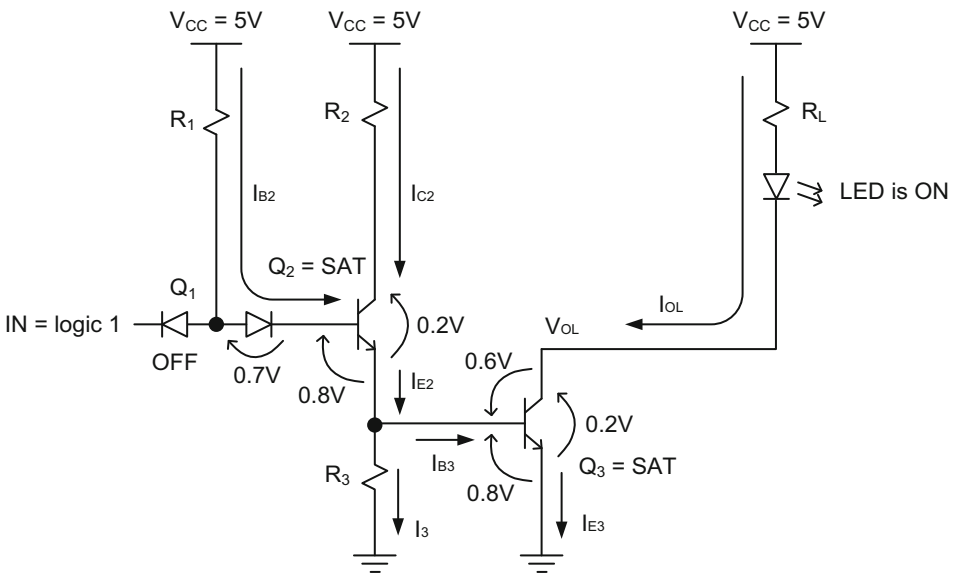 VCC = 5V
VCC = 5V
VCC = 5V
R1
R2
RL
IB2
IC2
LED is ON
Q2 = SAT
Q1
IOL
IN = logic 1
0.2V
VOL
OFF
0.7V
0.6V
0.8V
IE2
0.2V
R3
IB3
0.8V
Q3 = SAT
I3
IE3